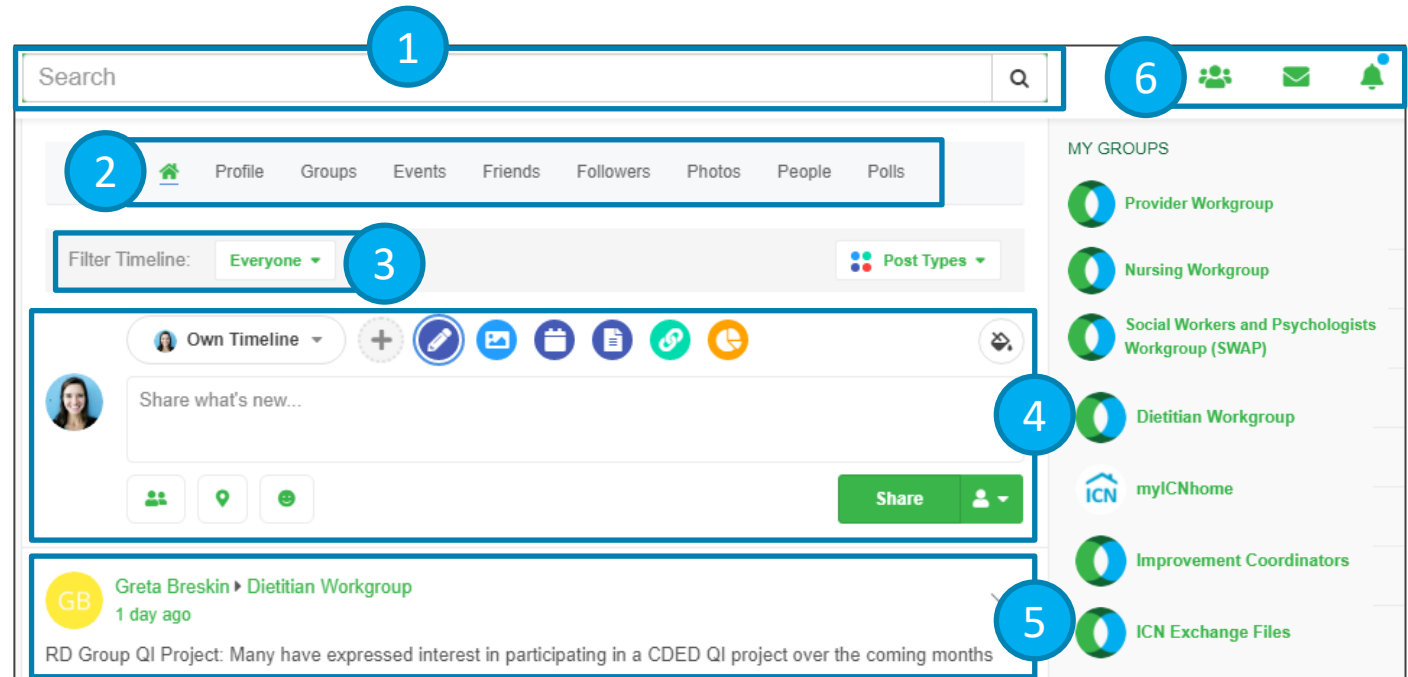 1
Search
6
2
Profile Groups Events Friends Followers Photos People Polls
Filter Timeline: Everyone
3
Post Types
Own Timeline
Share what's new...
4
Share
GB
Greta Breskin Dietitian Workgroup
1 day ago
5
RD Group QI Project: Many have expressed interest in participating in a CDED QI project over the coming months
MY GROUPS
Provider Workgroup
Nursing Workgroup
Social Workers and Psychologists
Workgroup (SWAP)
Dietitian Workgroup
ICN
myICNhome
Improvement Coordinators
ICN Exchange Files